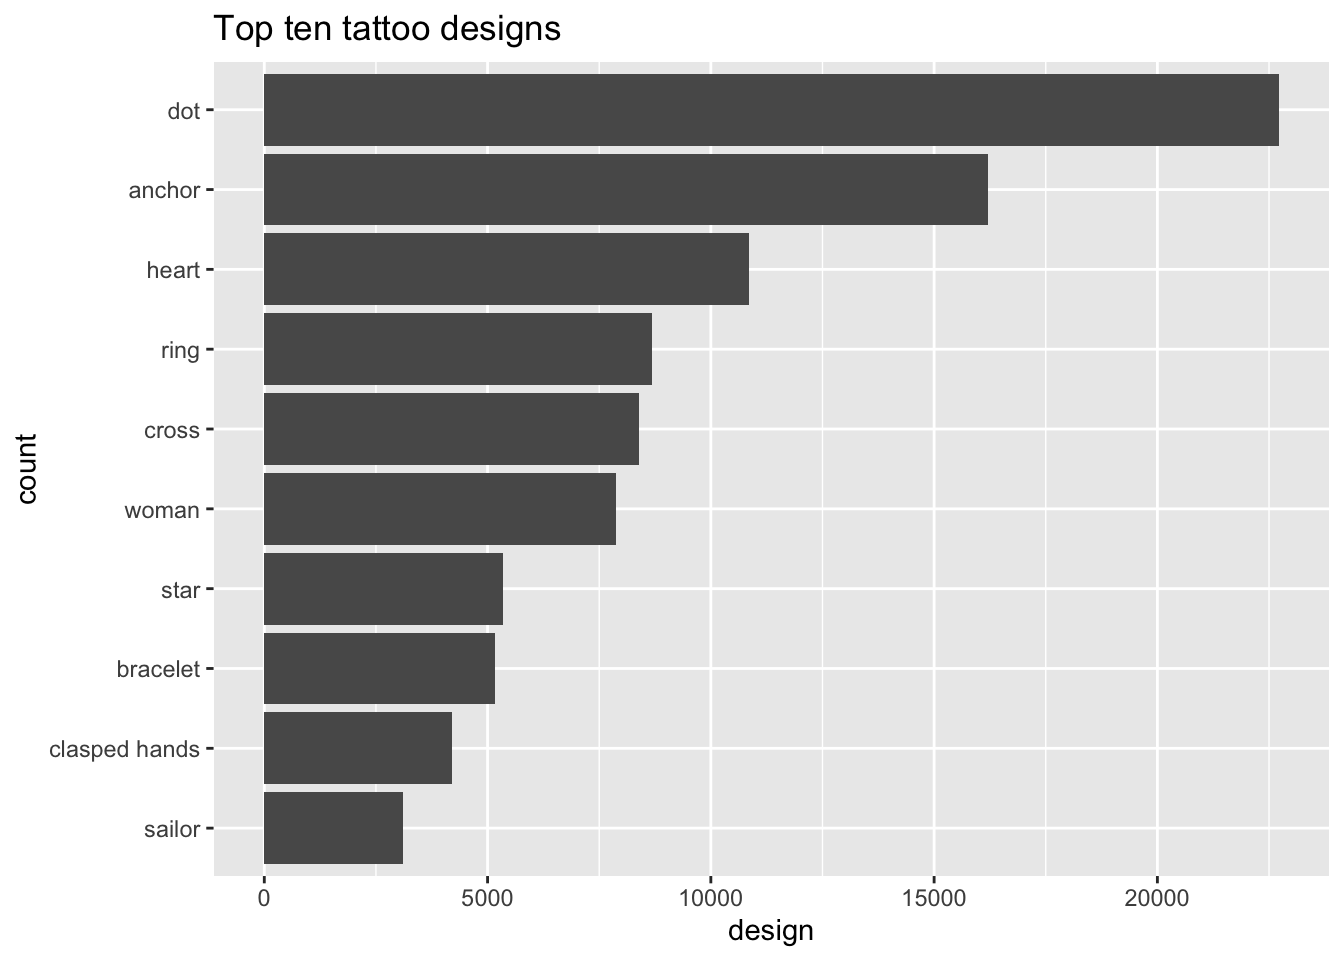 Top ten tattoo designs
dot
anchor
heart
ring
cross
woman
star
bracelet
clasped hands
sailor
count
0 5000 10000 15000 20000
design